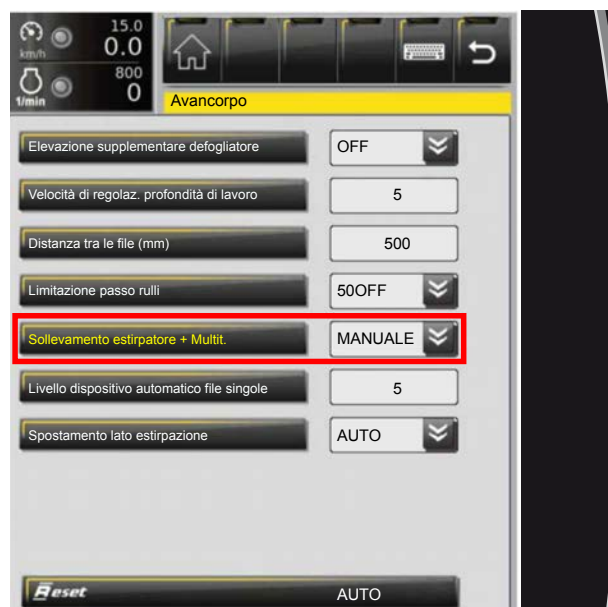 15.0
km/h 0.0
800
1/min 0
Avancorpo
Elevazione supplementare defogliatore OFF
Velocità di regolaz. profondità di lavoro 5
Distanza tra le file (mm) 500
Limitazione passo rulli 50OFF
Sollevamento estirpatore + Multit. MANUALE
Livello dispositivo automatico file singole 5
Spostamento lato estirpazione AUTO
Reset AUTO